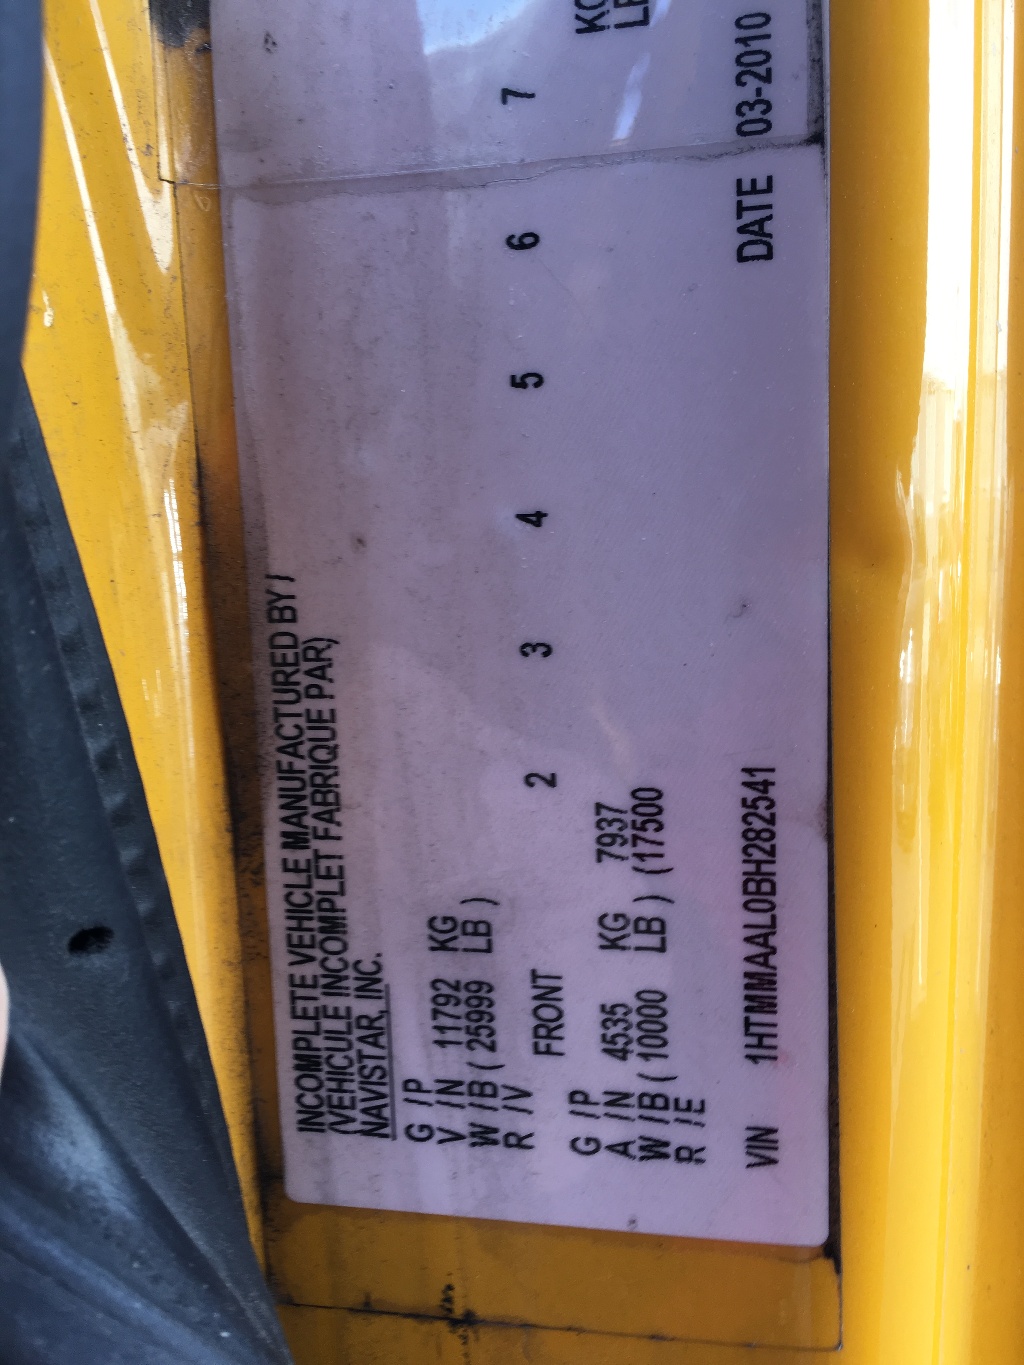 INCOMPLETE VEHICLE MANUFACTURED BY /
(VEHICULE INCOMPLET FABRIQUE PAR)
NAVISTAR, INC.
G /P
V /N 11792 KG
W /B ( 25999 LB )
R /V
FRONT 2 3 4 5 6 7
G /P
A /N 4535 KG 7937
W /B ( 10000 LB ) (17500
R /E
VIN 1HTMMAAL0BH282541 DATE 03-2010